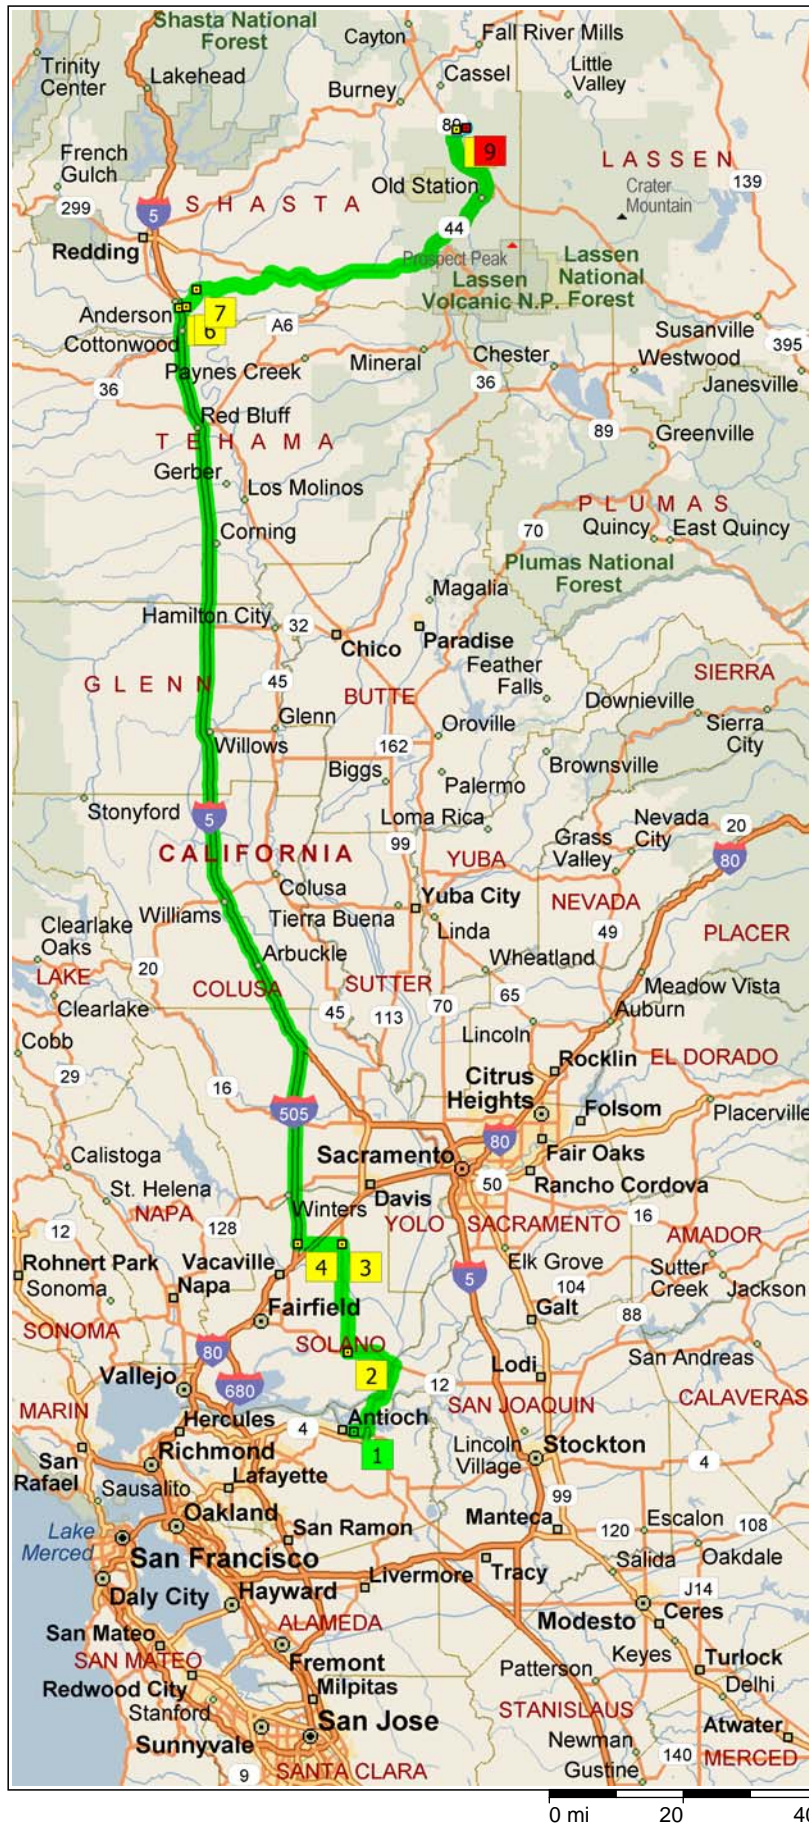 Shasta National
Forest
Cayton
Fall River Mills
Trinity
Center
Lakehead
Cassel
Little
Valley
Burney
89
9
LASSEN
French
Gulch
Old Station
Crater
Mountain
139
SHASTA
299
5
44
Redding
Prospect Peak
Lassen
National
Forest
Lassen
Volcanic N.P.
Anderson
7
6
Cottonwood
A6
Susanville
395
Paynes Creek
Mineral
Chester
Westwood
Janesville
36
36
Red Bluff
89
Greenville
TEHAMA
Gerber
Los Molinos
PLUMAS
Corning
70
Quincy
East Quincy
Plumas National
Forest
Magalia
Hamilton City
32
Chico
Paradise
Feather
Falls
SIERRA
GLENN
45
BUTTE
Downieville
Sierra
City
Glenn
Oroville
Willows
162
Biggs
Brownsville
Palermo
Stonyford
5
Loma Rica
Nevada
City
20
99
Grass
Valley
80
CALIFORNIA
YUBA
Colusa
NEVADA
Williams
Tierra Buena
Yuba City
Linda
Clearlake
Oaks
49
PLACER
Arbuckle
Wheatland
20
LAKE
COLUSA
SUTTER
Meadow Vista
Clearlake
45
113
70
65
Auburn
Lincoln
Cobb
Rocklin
EL DORADO
29
16
Citrus
Heights
505
Folsom
Placerville
80
Calistoga
Sacramento
Fair Oaks
50
Rancho Cordova
St. Helena
Davis
Winters
NAPA
YOLO
SACRAMENTO
16
12
128
AMADOR
Rohnert Park
Vacaville
4
3
Elk Grove
Sutter
Creek
Jackson
Sonoma
Napa
5
104
Fairfield
Galt
88
SONOMA
SOLANO
80
San Andreas
2
Lodi
Vallejo
680
12
SAN JOAQUIN
CALAVERAS
MARIN
Hercules
4
Antioch
1
Lincoln
Village
Stockton
Richmond
San
Rafael
4
Lafayette
Sausalito
99
Oakland
Manteca
Escalon
Lake
Merced
San Ramon
120
108
San Francisco
Oakdale
Tracy
Salida
Daly City
Hayward
Livermore
J14
Modesto
Ceres
San Mateo
ALAMEDA
Keyes
SAN MATEO
Fremont
Turlock
Redwood City
Milpitas
Patterson
Delhi
Stanford
STANISLAUS
San Jose
Newman
Atwater
Sunnyvale
140
MERCED
9
SANTA CLARA
Gustine
0 mi 20 40